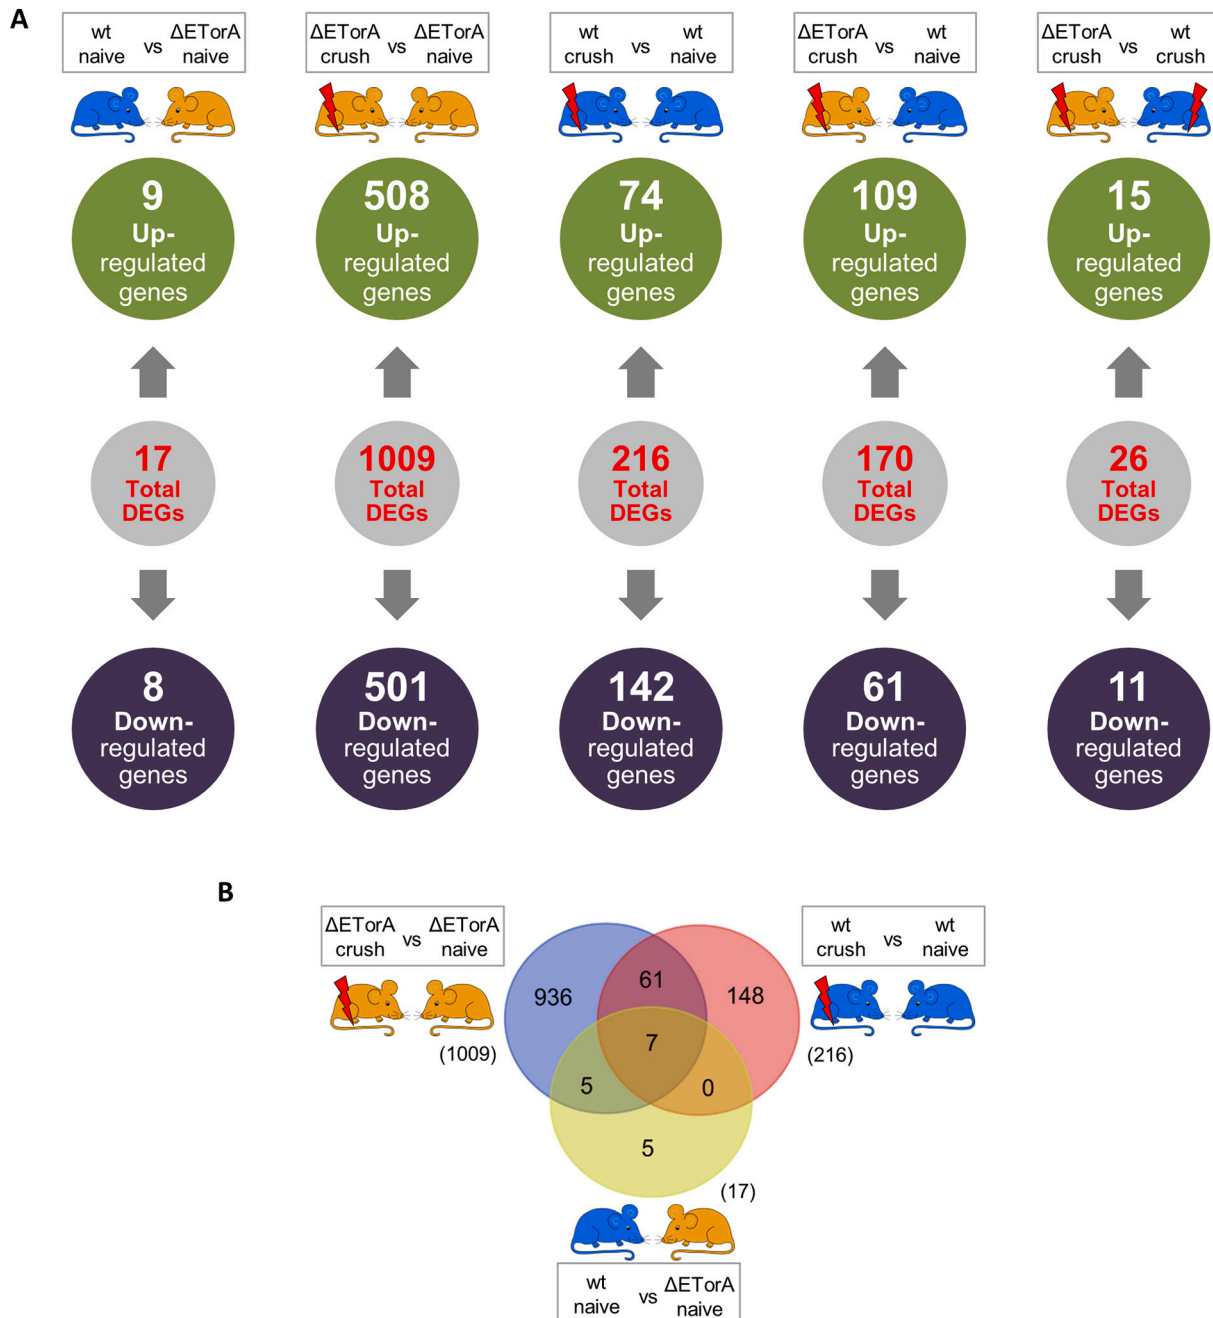 A
wt naive vs ΔETorA naive
ΔETorA crush vs ΔETorA naive
wt crush vs wt naive
ΔETorA crush vs wt naive
ΔETorA crush vs wt crush
9
Up-
regulated
genes
508
Up-
regulated
genes
74
Up-
regulated
genes
109
Up-
regulated
genes
15
Up-
regulated
genes
17
Total
DEGs
1009
Total
DEGs
216
Total
DEGs
170
Total
DEGs
26
Total
DEGs
8
Down-
regulated
genes
501
Down-
regulated
genes
142
Down-
regulated
genes
61
Down-
regulated
genes
11
Down-
regulated
genes
B
ΔETorA crush vs ΔETorA naive
(1009)
wt crush vs wt naive
(216)
936
61
148
7
5
0
5
(17)
wt naive vs ΔETorA naive